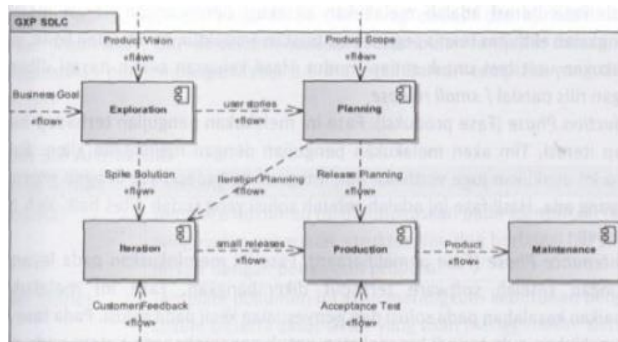 GXP SDLC
Product Vision
«flow»
Product Scope
«flow»
Business Goal
«flow»
Exploration
user stories
«flow»
Planning
Spike Solution
«flow»
Iteration Planning
«flow»
Release Planning
«flow»
Iteration
small releases
«flow»
Production
Product
«flow»
Maintenance
CustomerFeedback
«flow»
Acceptance Test
«flow»